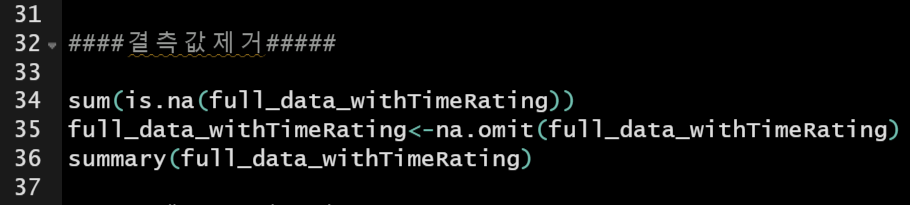 31
32 ####결측값제거#####
33
34 sum(is.na(full_data_withTimeRating))
35 full_data_withTimeRating<-na.omit(full_data_withTimeRating)
36 summary(full_data_withTimeRating)
37